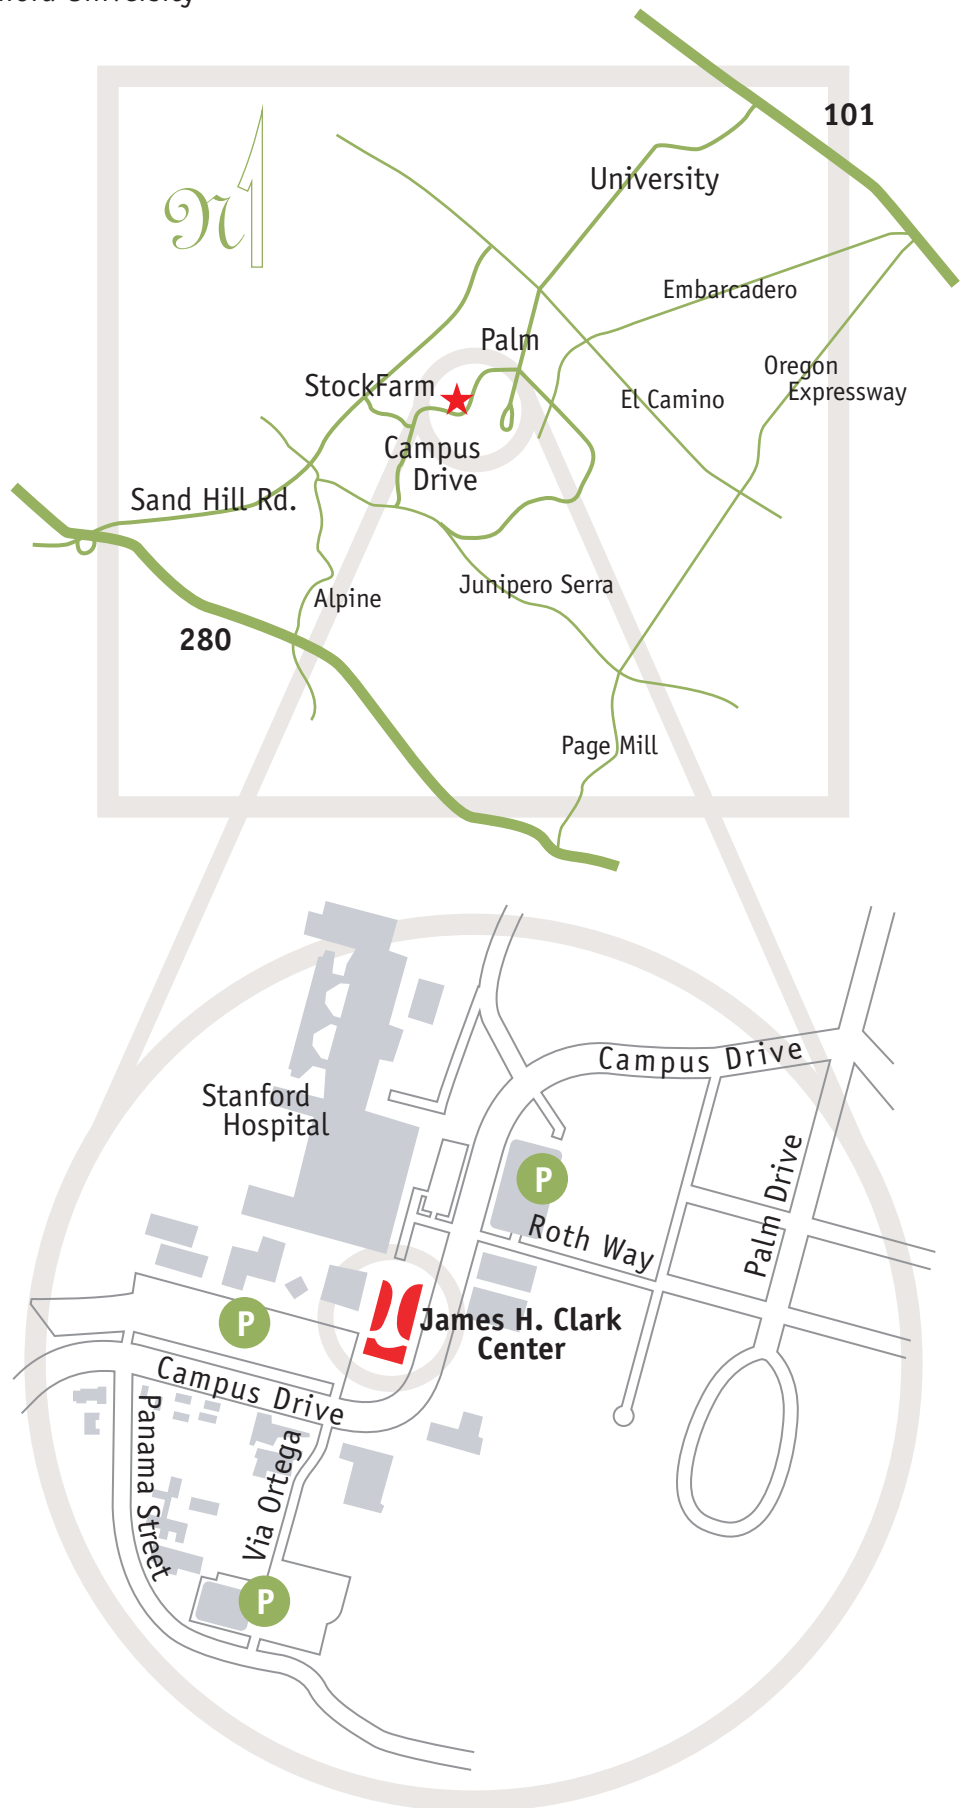 University
101
N
University
Embarcadero
Palm
Oregon
Expressway
StockFarm
El Camino
Campus
Drive
Sand Hill Rd.
Junipero Serra
Alpine
280
Page Mill
Campus Drive
Stanford
Hospital
P
Palm Drive
Roth Way
P
James H. Clark
Center
Campus Drive
Panama Street
Via Ortega
P